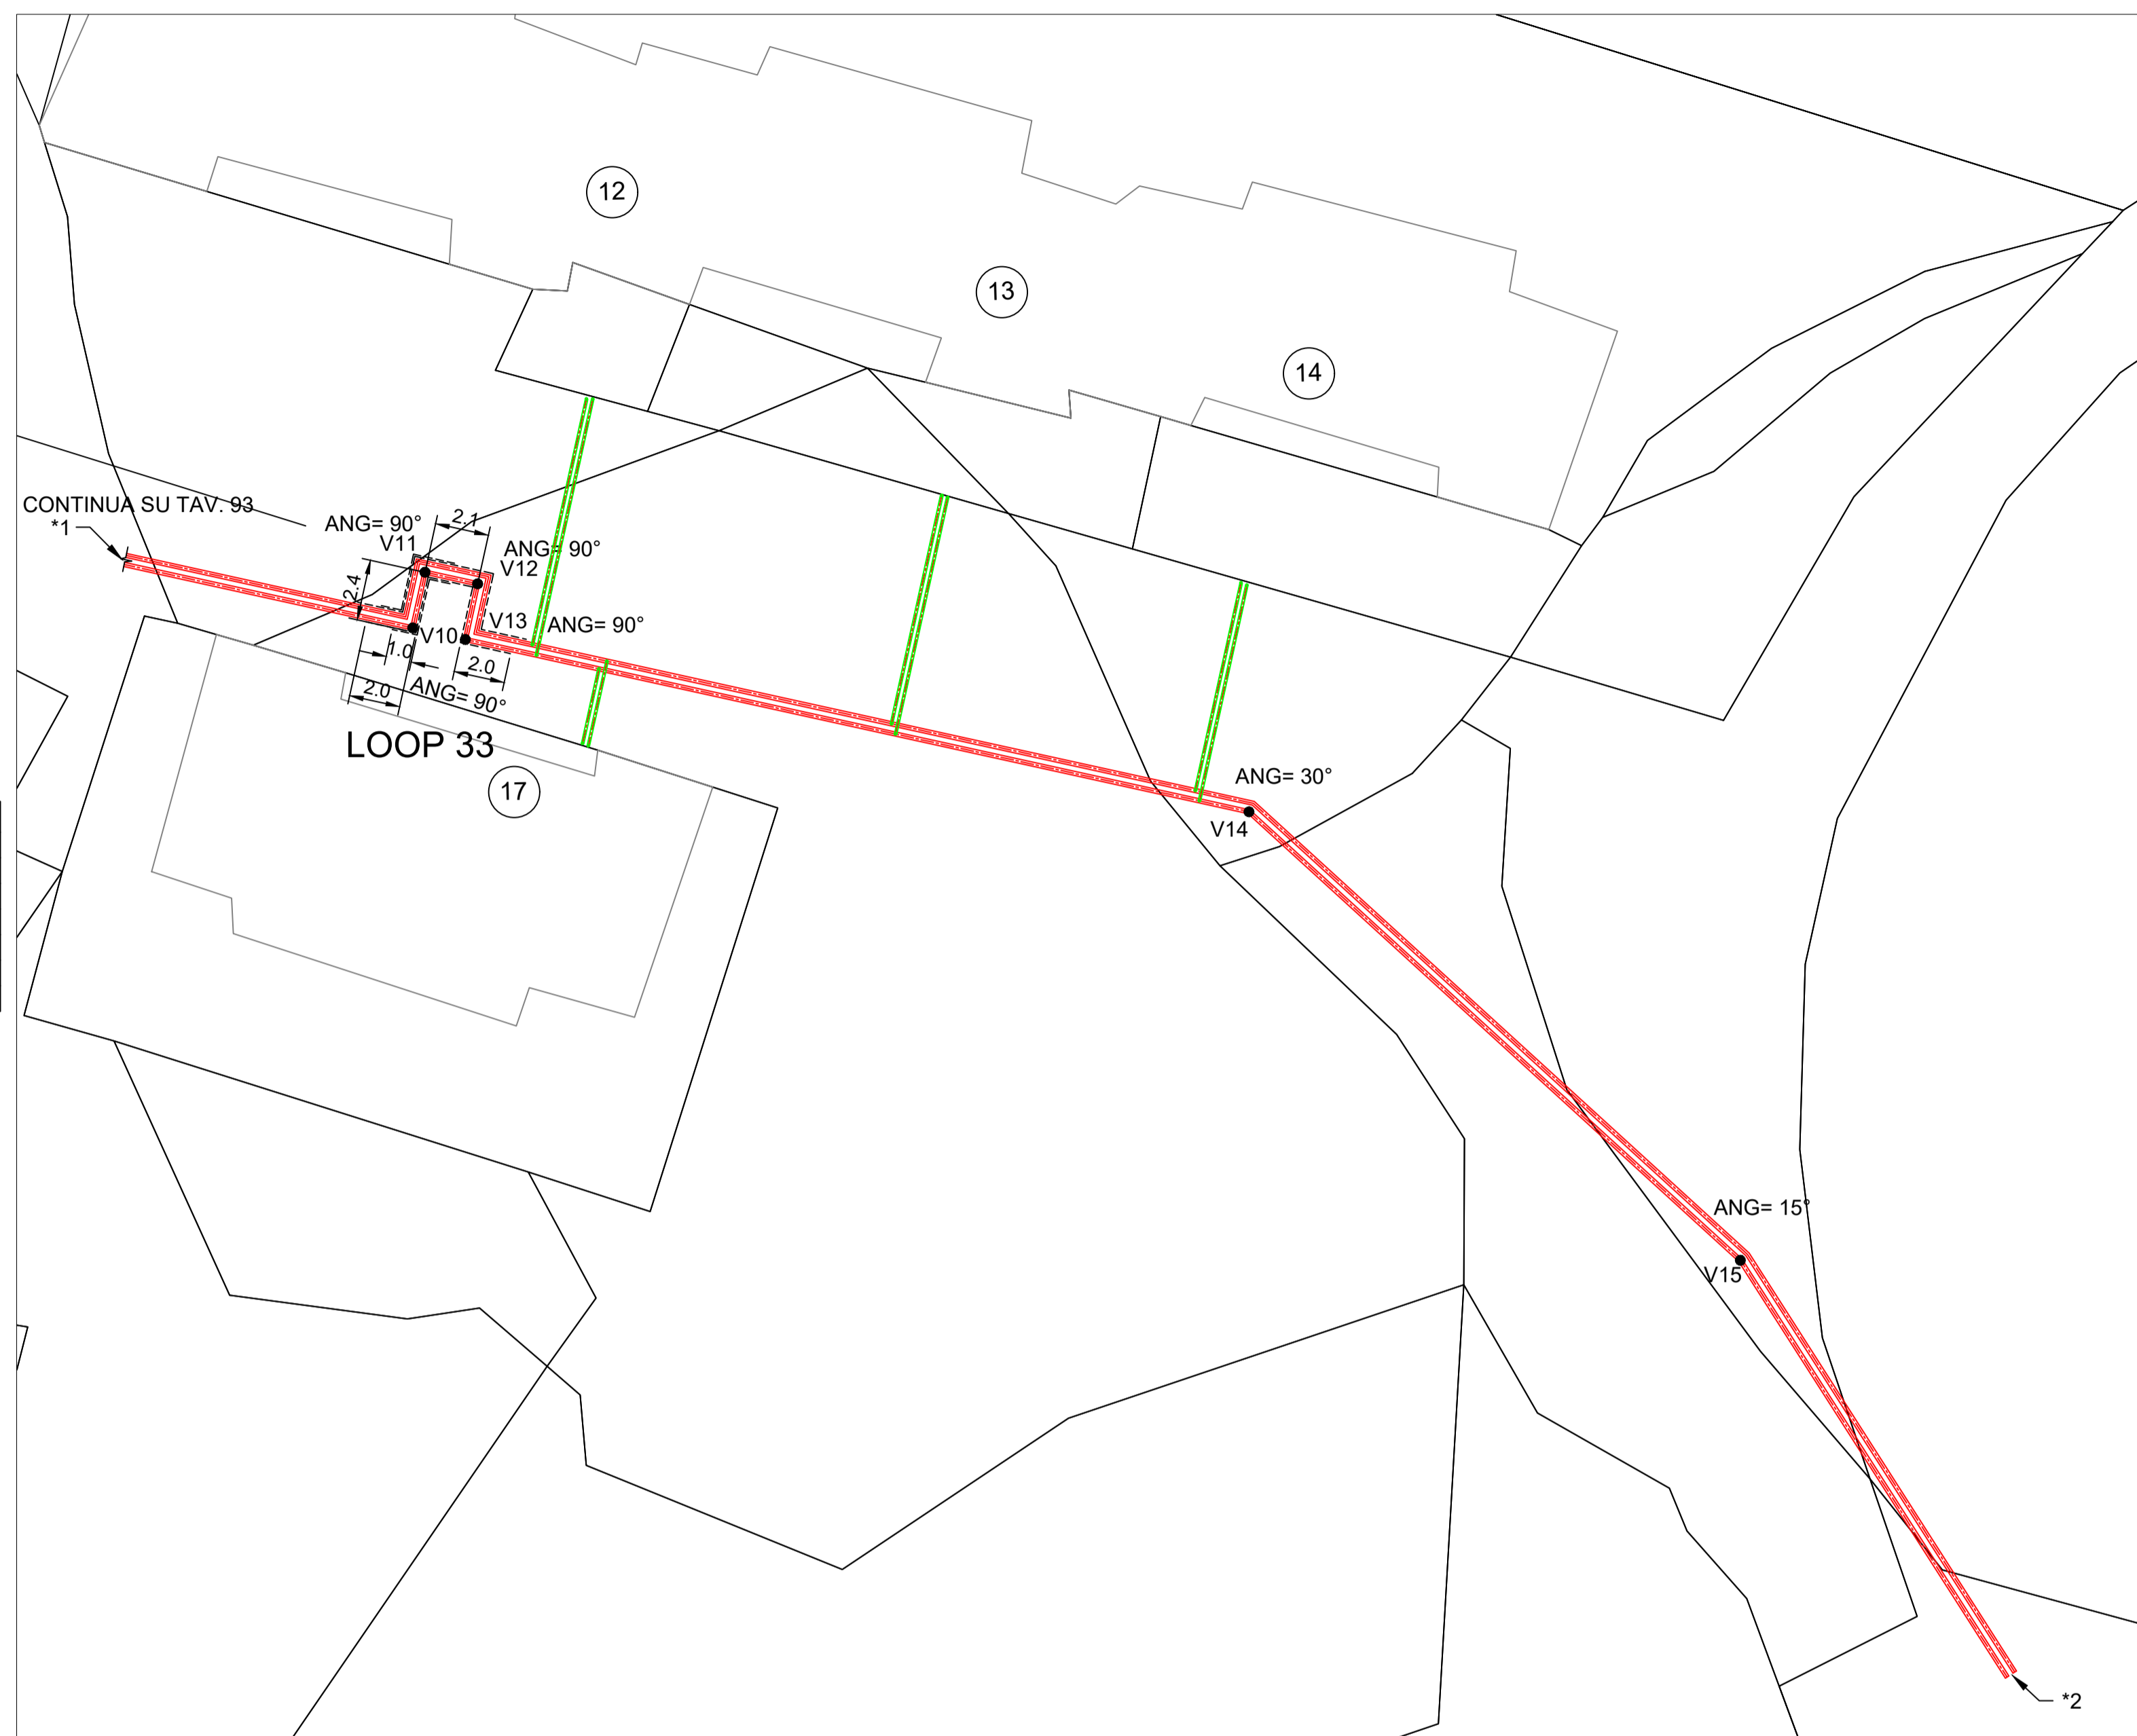 12
13
14
CONTINUA SU TAV. 93
*1
ANG= 90°
V11
2.1
ANG= 90°
V12
2.4
V13
ANG= 90°
V10
1.0
2.0
2.0
ANG= 90°
LOOP 33
17
ANG= 30°
V14
ANG= 15°
V15
*2